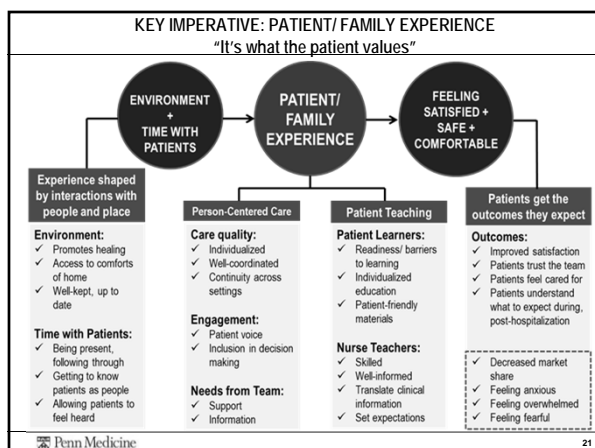 KEY IMPERATIVE: PATIENT/ FAMILY EXPERIENCE
“It’s what the patient values”
ENVIRONMENT
+
TIME WITH
PATIENTS
PATIENT/
FAMILY
EXPERIENCE
FEELING
SATISFIED +
SAFE +
COMFORTABLE
Experience shaped
by interactions with
people and place
Environment:
✓ Promotes healing
✓ Access to comforts
of home
✓ Well-kept, up to
date
Time with Patients:
✓ Being present,
following through
✓ Getting to know
patients as people
✓ Allowing patients to
feel heard
Person-Centered Care
Care quality:
✓ Individualized
✓ Well-coordinated
✓ Continuity across
settings
Engagement:
✓ Patient voice
✓ Inclusion in decision
making
Needs from Team:
✓ Support
✓ Information
Patient Teaching
Patient Learners:
✓ Readiness/ barriers
to learning
✓ Individualized
education
✓ Patient-friendly
materials
Nurse Teachers:
✓ Skilled
✓ Well-informed
✓ Translate clinical
information
✓ Set expectations
Patients get the
outcomes they expect
Outcomes:
✓ Improved satisfaction
✓ Patients trust the team
✓ Patients feel cared for
✓ Patients understand
what to expect during,
post-hospitalization
✓ Decreased market
share
✓ Feeling anxious
✓ Feeling overwhelmed
✓ Feeling fearful
Penn Medicine
21